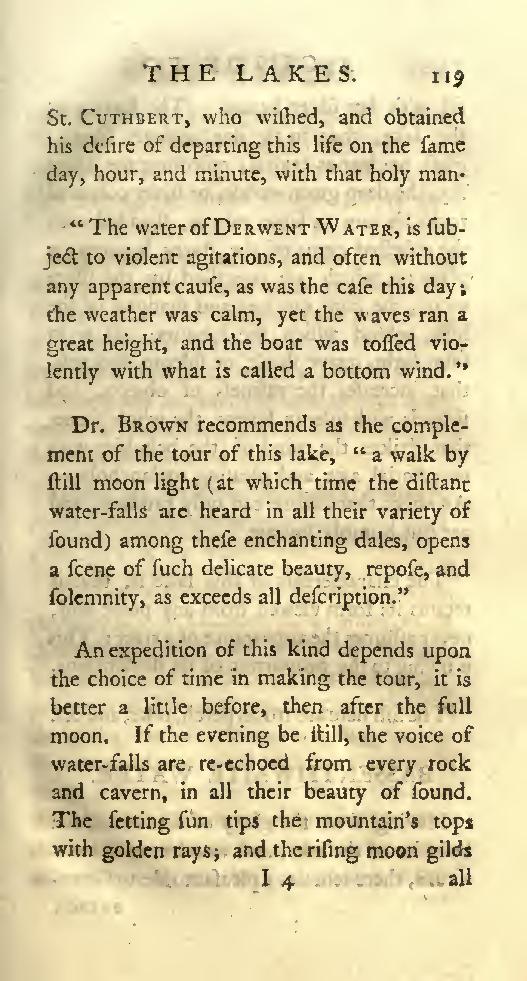 THE LAKES. 119
St. CUTHBERT, who wiſhed, and obtained
his deſire of departing this life on the ſame
day, hour, and minute, with that holy man.
“ The water of DERWENT WATER, is ſub-
ject to violent agitations, and often without
any apparent cauſe, as was the caſe this day;
the weather was calm, yet the waves ran a
great height, and the boat was toſſed vio-
lently with what is called a bottom wind.”
Dr. BROWN recommends as the comple-
ment of the tour of this lake, “ a walk by
ſtill moon light (at which time the diſtant
water-falls are heard in all their variety of
ſound) among theſe enchanting dales, opens
a ſcene of ſuch delicate beauty, repoſe, and
ſolemnity, as exceeds all deſcription.”
An expedition of this kind depends upon
the choice of time in making the tour, it is
better a little before, then after the full
moon. If the evening be ſtill, the voice of
water-falls are re-echoed from every rock
and cavern, in all their beauty of ſound.
The ſetting ſun tips the mountain's tops
with golden rays; and the riſing moon gilds
I 4 all